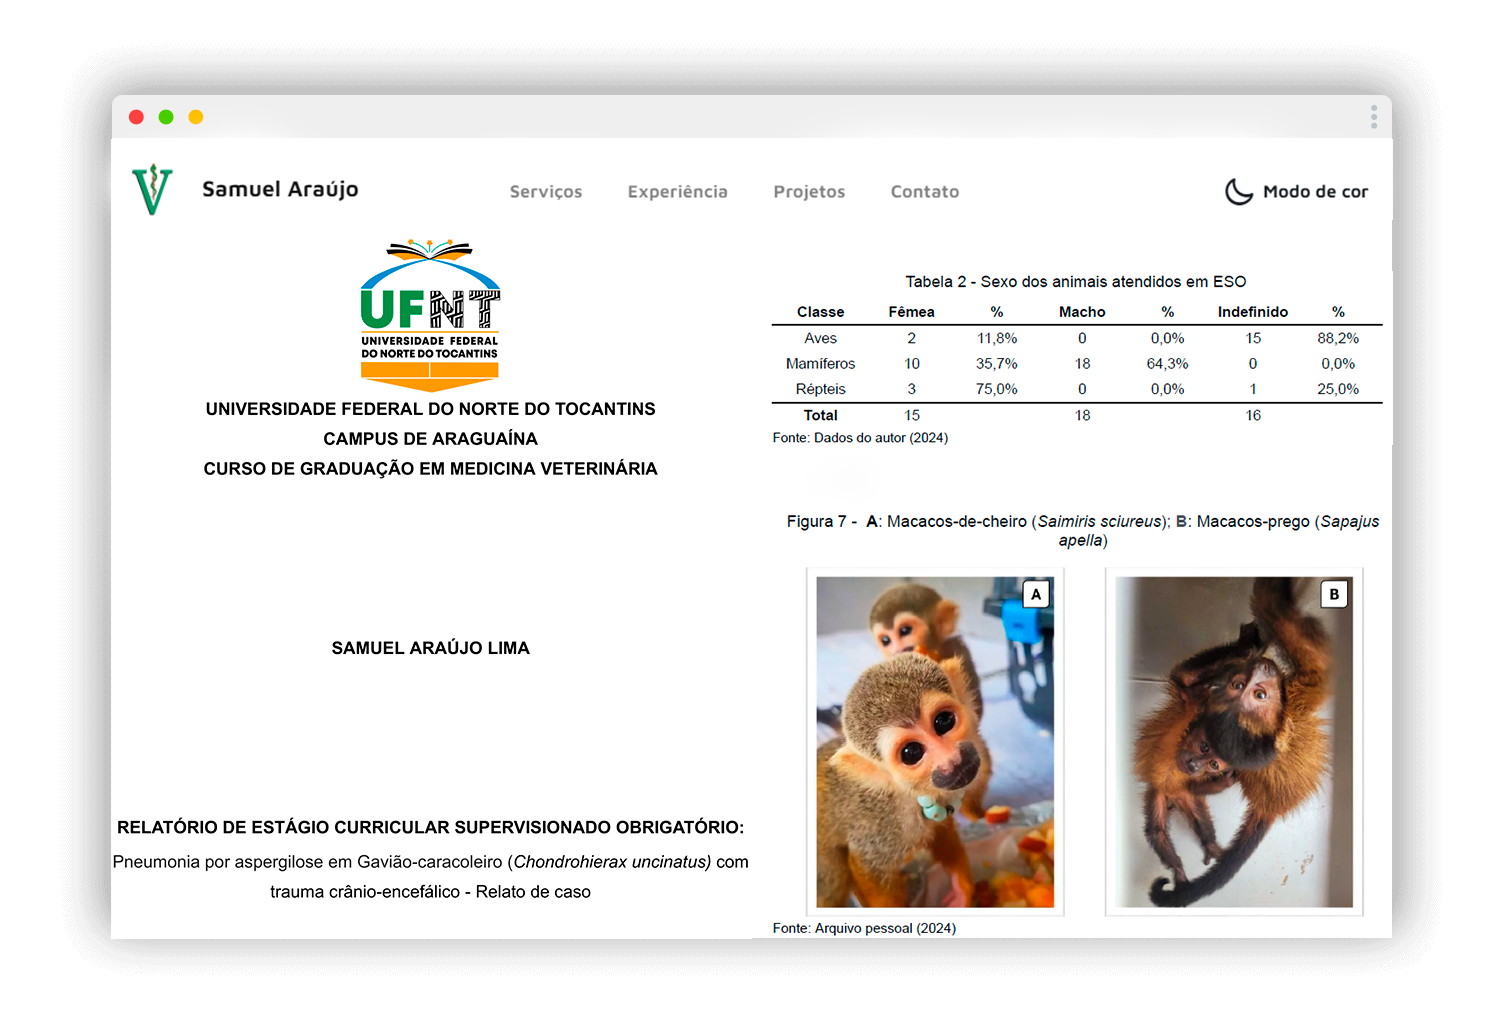 Samuel Araújo
Serviços
Experiência
Projetos
Contato
Modo de cor
UFNT
UNIVERSIDADE FEDERAL
DO NORTE DO TOCANTINS
UNIVERSIDADE FEDERAL DO NORTE DO TOCANTINS
CAMPUS DE ARAGUAÍNA
CURSO DE GRADUAÇÃO EM MEDICINA VETERINÁRIA
SAMUEL ARAÚJO LIMA
RELATÓRIO DE ESTÁGIO CURRICULAR SUPERVISIONADO OBRIGATÓRIO:
Pneumonia por aspergilose em Gavião-caracoleiro (Chondrohierax uncinatus) com
trauma crânio-encefálico - Relato de caso
Tabela 2 - Sexo dos animais atendidos em ESO
Classe Fêmea % Macho % Indefinido %
Aves 2 11,8% 0 0,0% 15 88,2%
Mamíferos 10 35,7% 18 64,3% 0 0,0%
Répteis 3 75,0% 0 0,0% 1 25,0%
Total 15 18 16
Fonte: Dados do autor (2024)
Figura 7 - A: Macacos-de-cheiro (Saimiris sciureus); B: Macacos-prego (Sapajus
apella)
A
B
Fonte: Arquivo pessoal (2024)